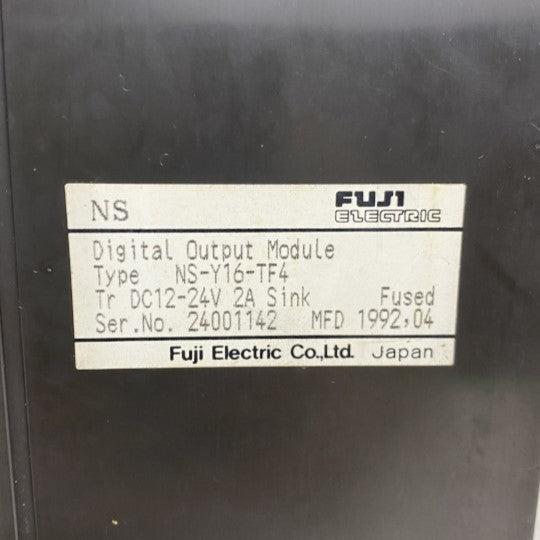 NS
FUJI
ELECTRIC
Digital Output Module
Type NS-Y16-TF4
Tr DC12-24V 2A Sink Fused
Ser.No. 24001142 MFD 1992,04
Fuji Electric Co.,Ltd. Japan